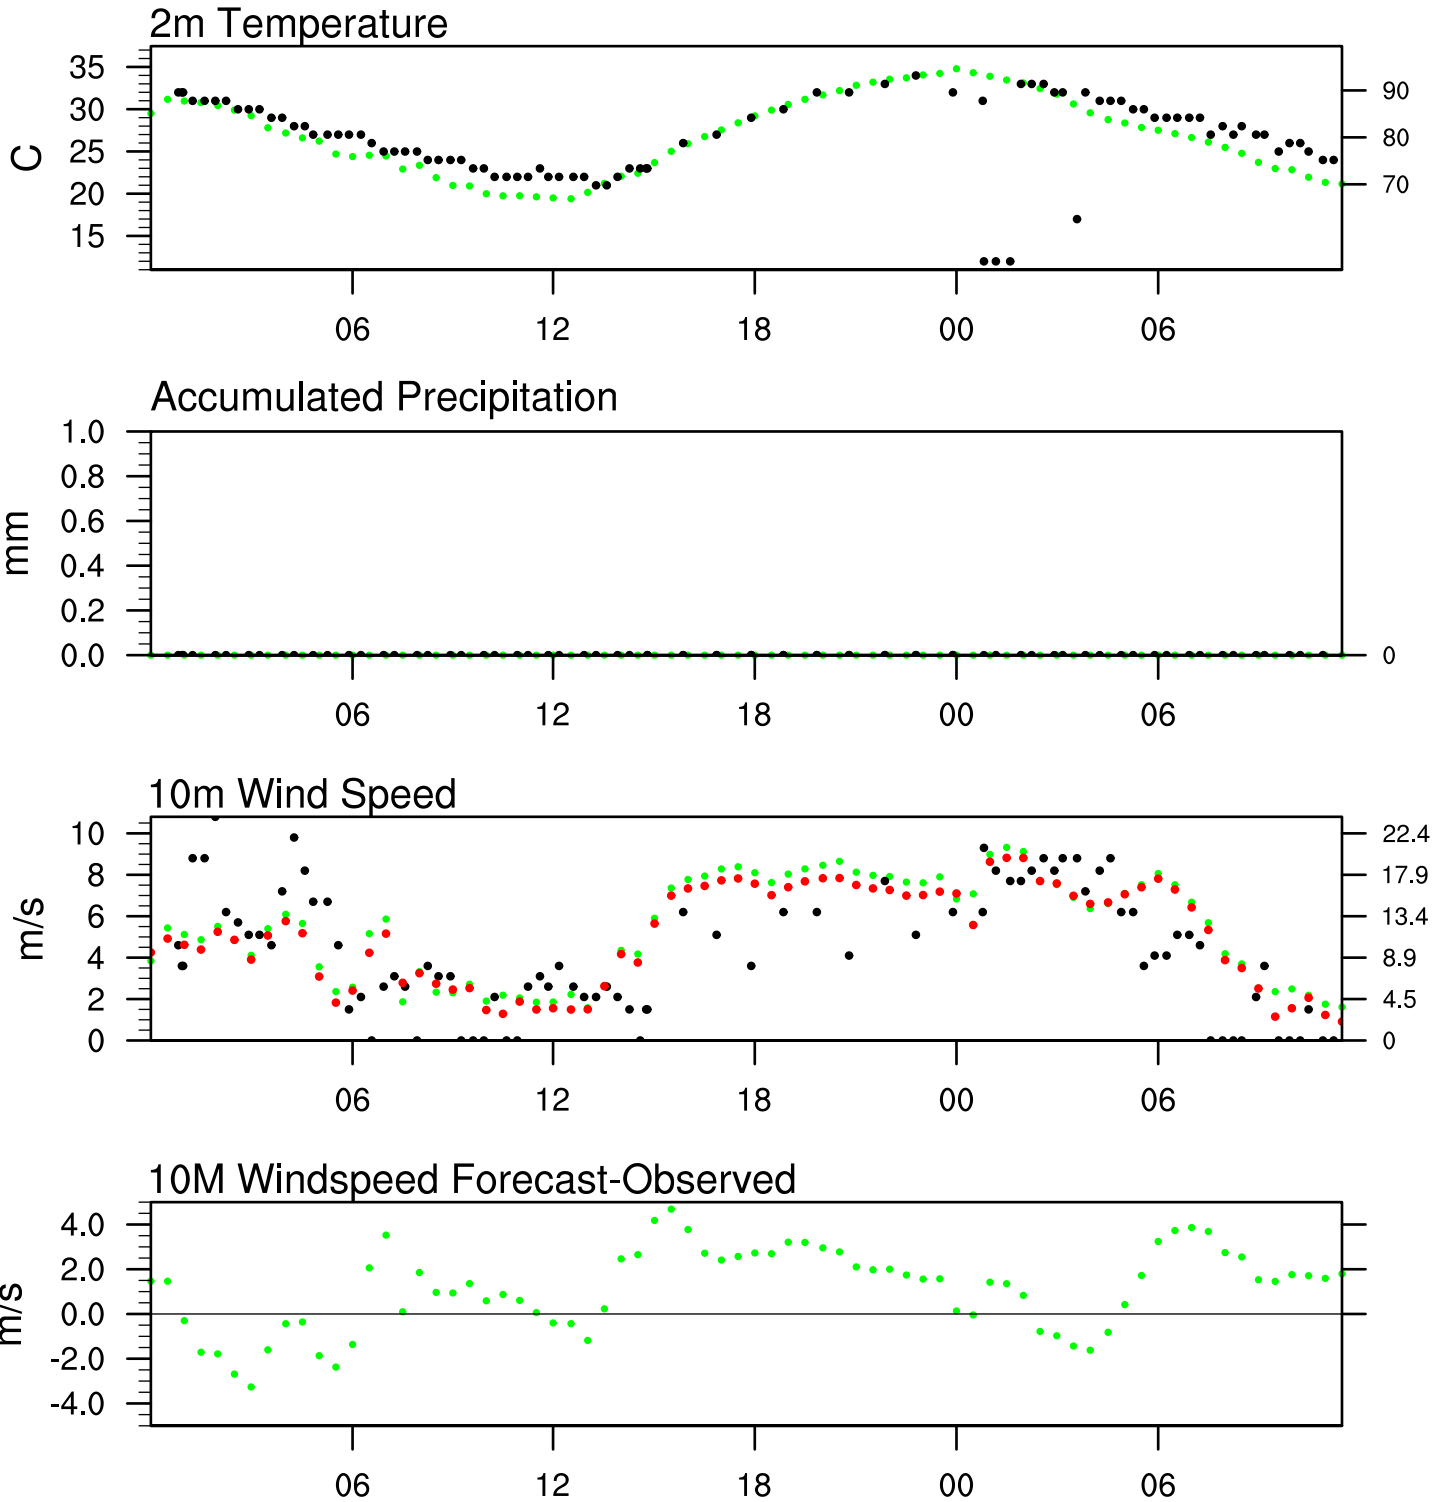 2m Temperature
35
30
25
20
15
C
90
80
70
06 12 18 00 06
Accumulated Precipitation
1.0
0.8
0.6
0.4
0.2
0.0
mm
0
06 12 18 00 06
10m Wind Speed
10
8
6
4
2
0
m/s
22.4
17.9
13.4
8.9
4.5
0
06 12 18 00 06
10M Windspeed Forecast-Observed
4.0
2.0
0.0
-2.0
-4.0
m/s
06 12 18 00 06